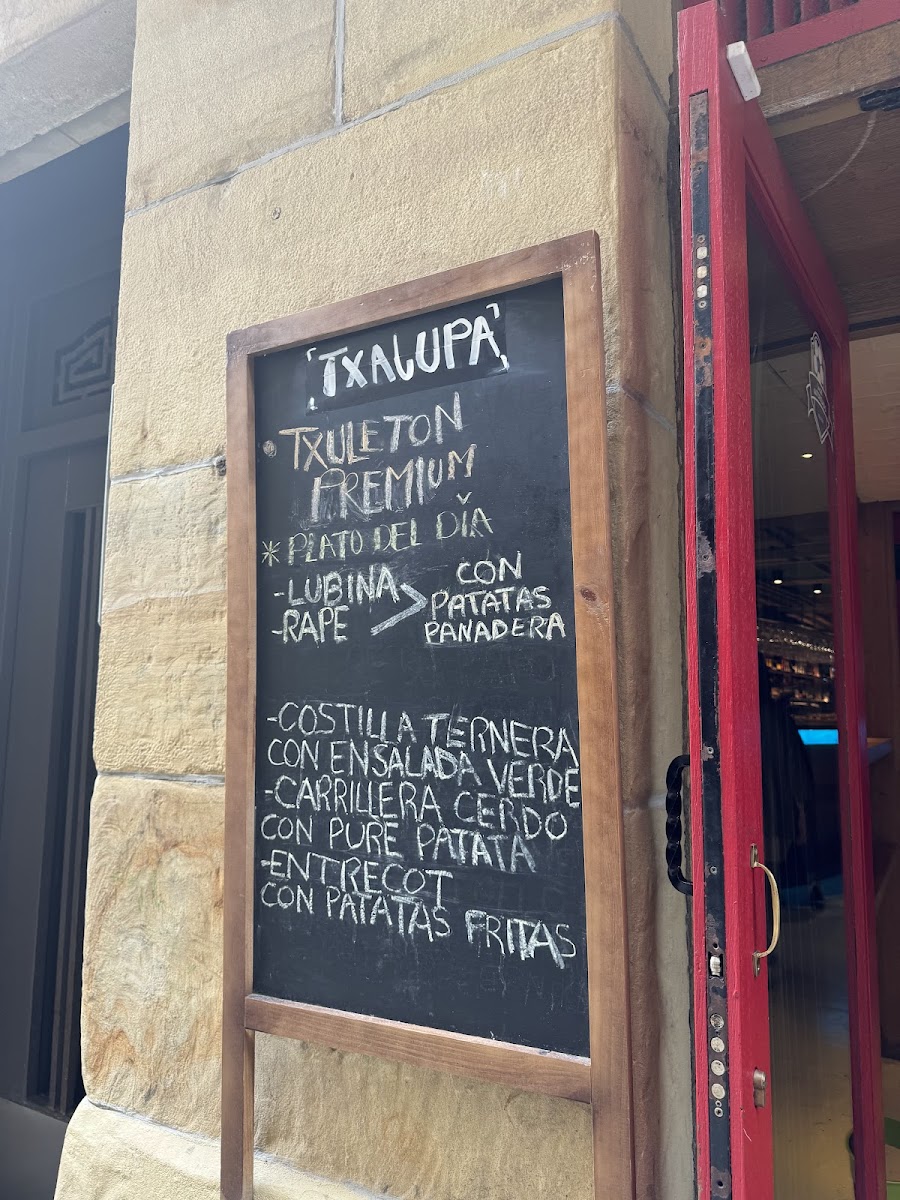 TXALUPA
TXULETON
PREMIUM
* PLATO DEL DÍA
-LUBINA
-RAPE
> CON
PATATAS
PANADERA
-COSTILLA TERNERA
CON ENSALADA VERDE
-CARRILLERA CERDO
CON PURE PATATA
-ENTRECOT
CON PATATAS FRITAS